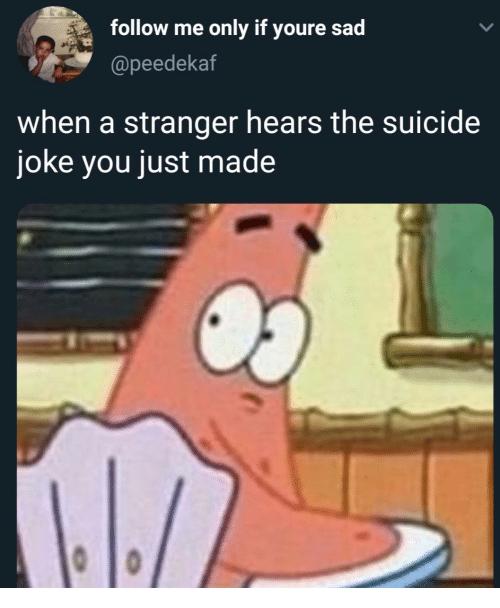 follow me only if youre sad
@peedekaf
when a stranger hears the suicide
joke you just made